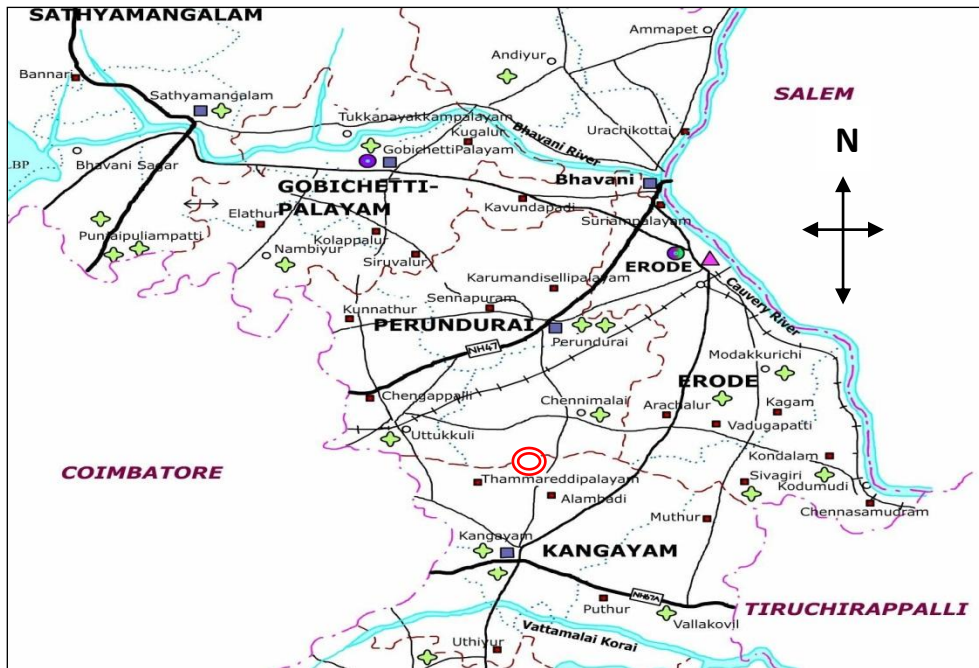 SATHYAMANGALAM
Ammapet
Andiyur
Bannari
SALEM
Sathyamangalam
Tukkanayakkampalayam
Kugalur
Urachikottai
Bhavani River
N
LBP
Bhavani Sagar
GobichettiPalayam
GOBICHETTI-
PALAYAM
Bhavani
Kavundapadi
Suriampalayam
Elathur
Punjaipuliampatti
Kolappalur
Nambiyur
Siruvalur
ERODE
Karumandisellipalayam
Cauvery River
Sennapuram
Kunnathur
PERUNDURAI
Perundurai
NH47
Modakkurichi
ERODE
Chengappalli
Chennimalai
Arachalur
Kagam
Vadugapatti
Uttukkuli
Kondalam
COIMBATORE
Thammareddipalayam
Sivagiri
Kodumudi
Alambadi
Chennasamudram
Muthur
Kangayam
KANGAYAM
NH67A
Puthur
TIRUCHIRAPPALLI
Vallakovil
Vattamalai Korai
Uthiyur